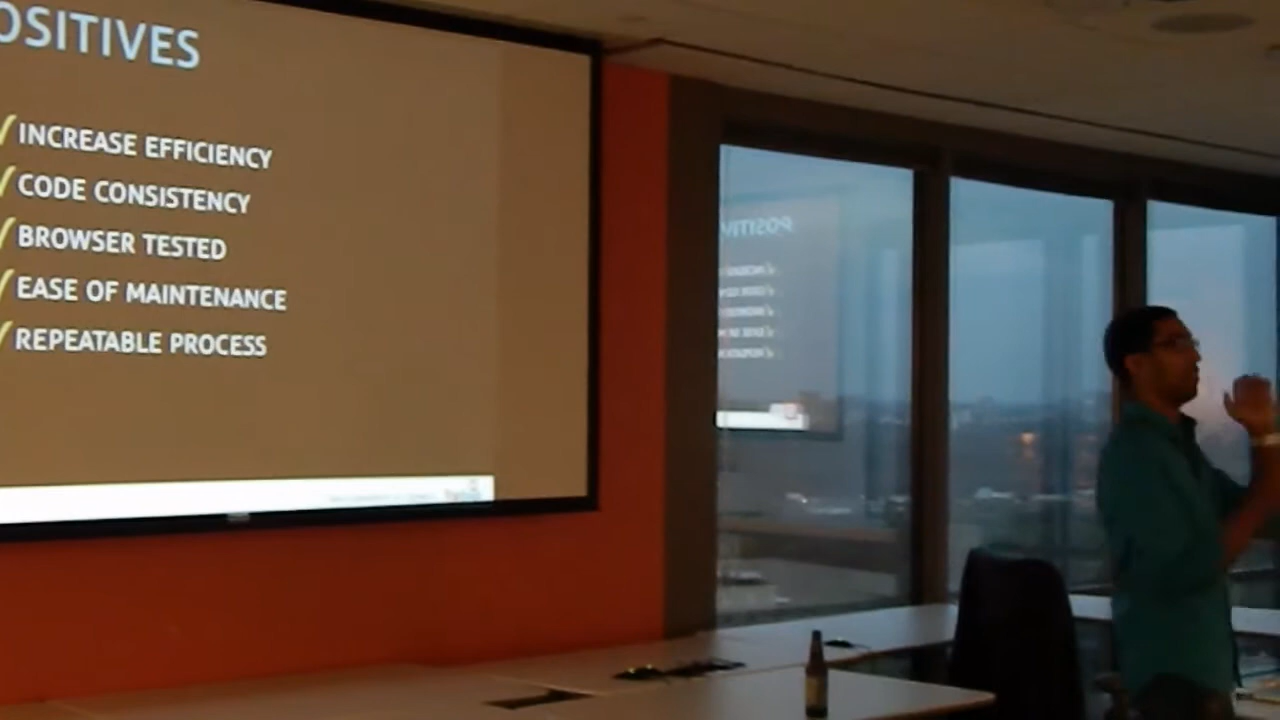 OSITIVES
✓INCREASE EFFICIENCY
✓CODE CONSISTENCY
✓BROWSER TESTED
✓EASE OF MAINTENANCE
✓REPEATABLE PROCESS